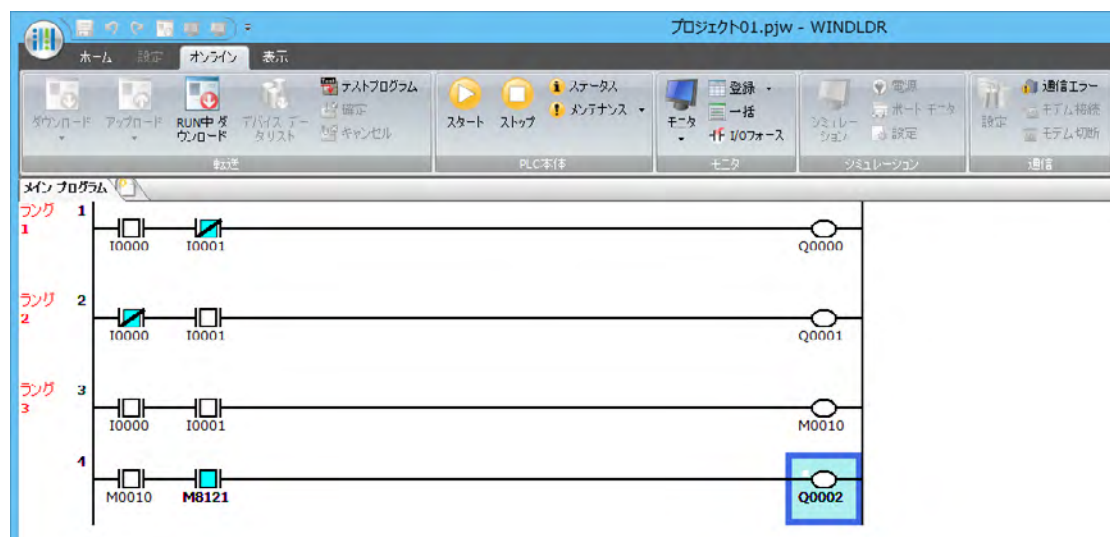 プロジェクト01.pjw - WINDLDR
ホーム 設定 オンライン 表示
ダウンロード アップロード RUN中 ダウンロード デバイス データリスト テストプログラム 確定 キャンセル
スタート ストップ ステータス メンテナンス
モニタ 登録 一括 I/Oフォース
シミュレーション 電源 ポート モニタ 設定
設定 通信エラー モデム接続 モデム切断
転送 PLC本体 モニタ シミュレーション 通信
メイン プログラム
ラング 1 1
I0000 I0001 Q0000
ラング 2 2
I0000 I0001 Q0001
ラング 3 3
I0000 I0001 M0010
4
M0010 M8121 Q0002